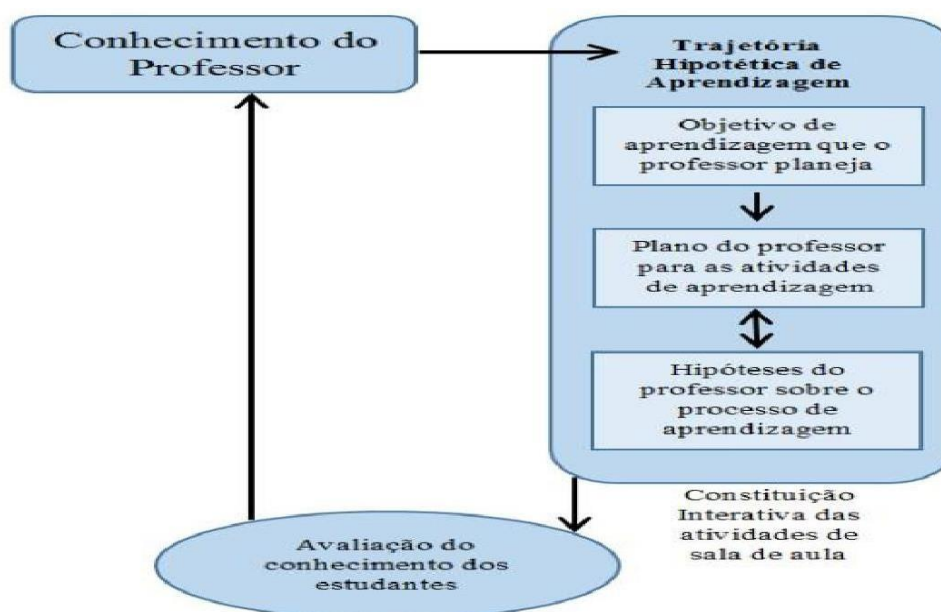 Conhecimento do
Professor
Trajetória
Hipotética de
Aprendizagem
Objetivo de
aprendizagem que o
professor planeja
Plano do professor
para as atividades
de aprendizagem
Hipóteses do
professor sobre o
processo de
aprendizagem
Constituição
Interativa das
atividades de
sala de aula
Avaliação do
conhecimento dos
estudantes